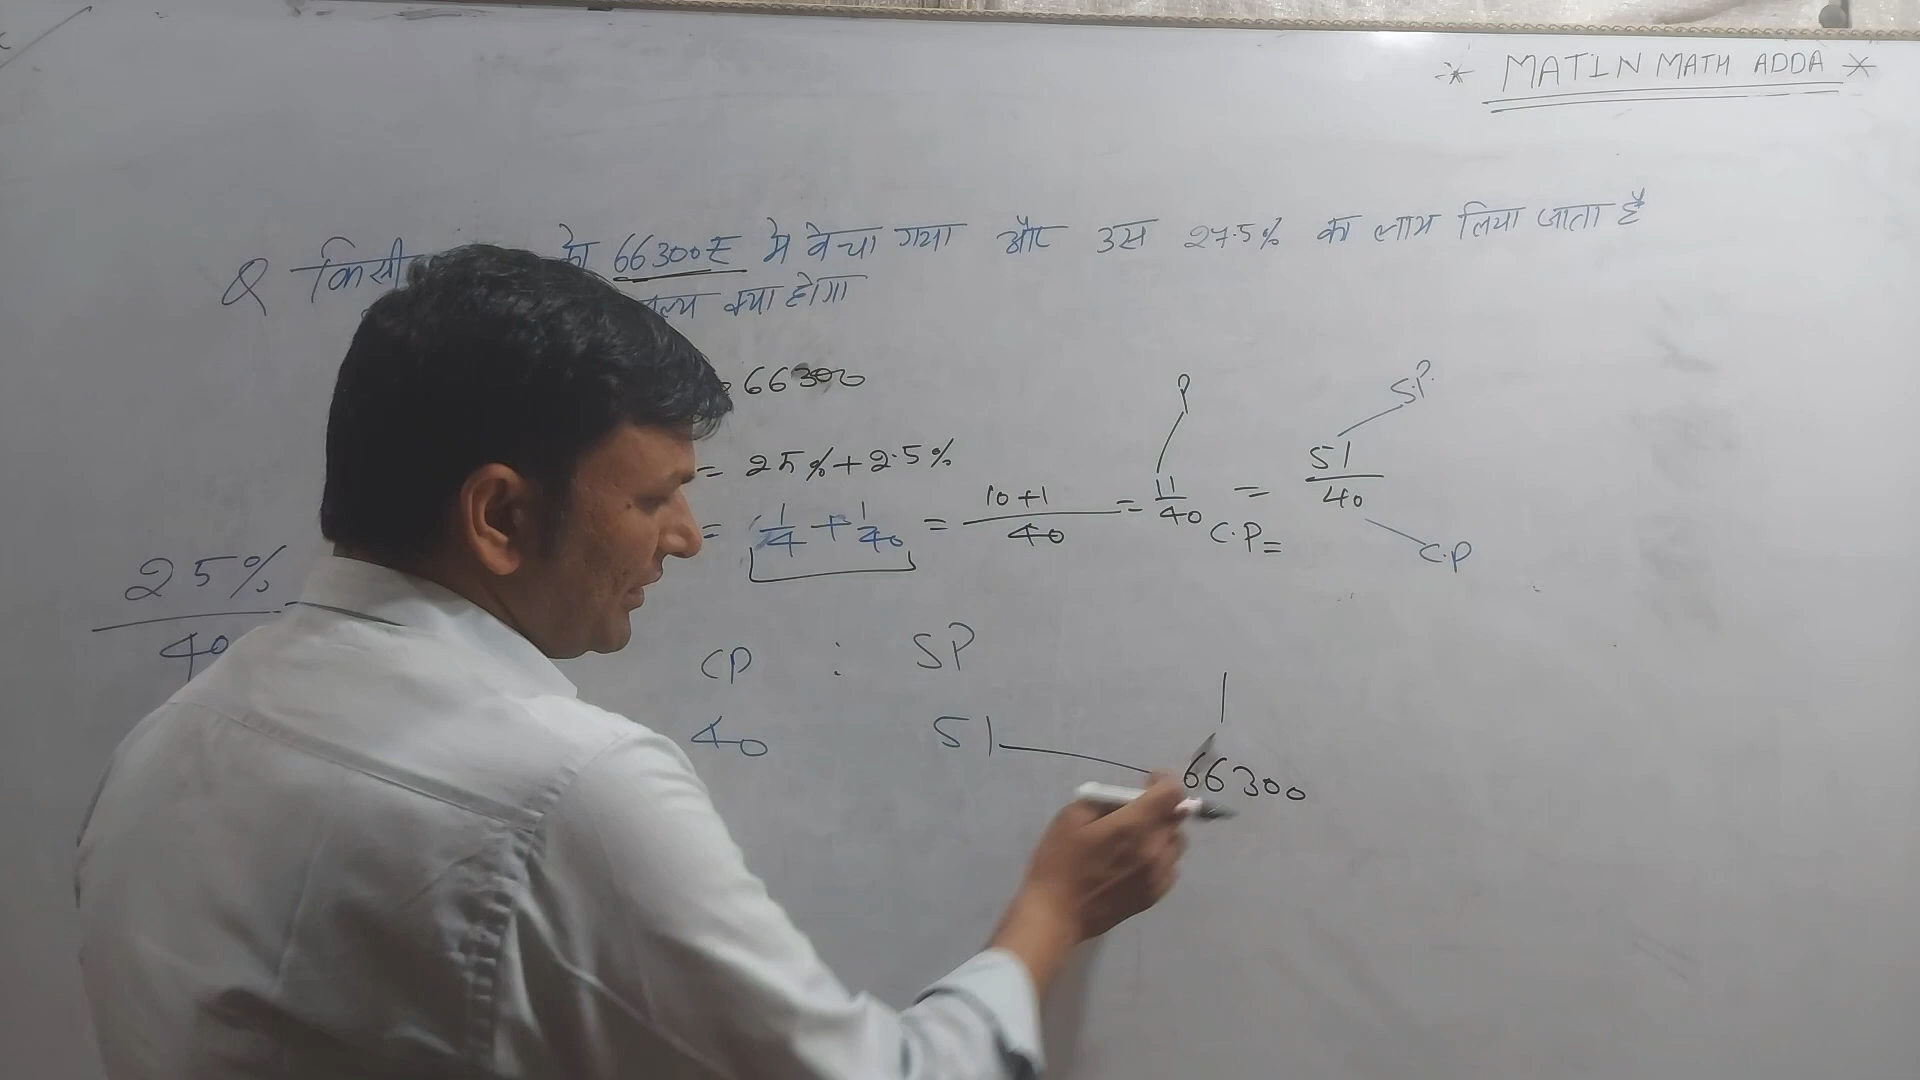 * MATIN MATH ADDA *
Q किसी को 66300₹ मे बेचा गया और उस 27.5% का लाभ लिया जाता है
क्या होगा
66300
P
S.P.
= 25%+2.5%
= 1/4 + 1/40 = 10+1/40 = 11/40 = 51/40
C.P=
C.P
25%
40
CP : SP
40 51 66300
1